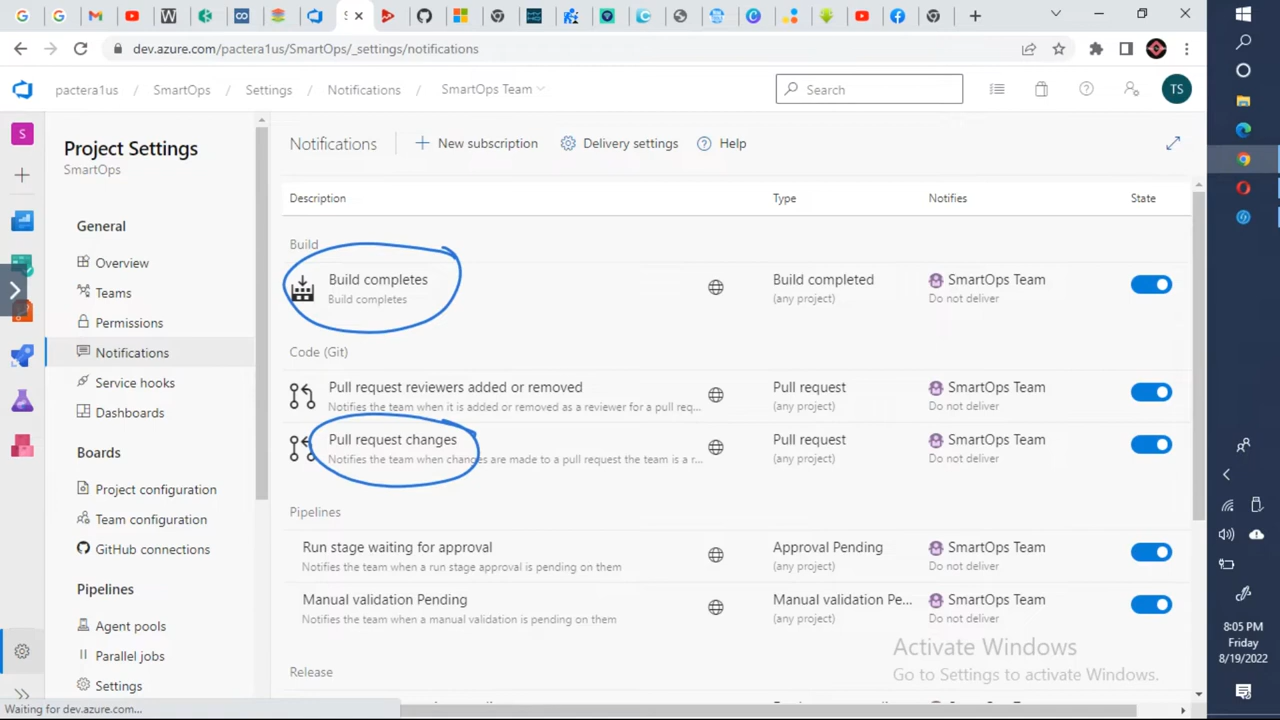 dev.azure.com/pactera1us/SmartOps/_settings/notifications
pactera1us / SmartOps / Settings / Notifications / SmartOps Team
Search
TS
S
Project Settings
SmartOps
General
Overview
Teams
Permissions
Notifications
Service hooks
Dashboards
Boards
Project configuration
Team configuration
GitHub connections
Pipelines
Agent pools
Parallel jobs
Settings
Notifications
New subscription
Delivery settings
Help
Description Type Notifies State
Build
Build completes Build completed SmartOps Team
Build completes (any project) Do not deliver
Code (Git)
Pull request reviewers added or removed Pull request SmartOps Team
Notifies the team when it is added or removed as a reviewer for a pull req... (any project) Do not deliver
Pull request changes Pull request SmartOps Team
Notifies the team when changes are made to a pull request the team is a r... (any project) Do not deliver
Pipelines
Run stage waiting for approval Approval Pending SmartOps Team
Notifies the team when a run stage approval is pending on them (any project) Do not deliver
Manual validation Pending Manual validation Pe... SmartOps Team
Notifies the team when a manual validation is pending on them (any project) Do not deliver
Release
Activate Windows
Go to Settings to activate Windows.
Waiting for dev.azure.com...
8:05 PM
Friday
8/19/2022